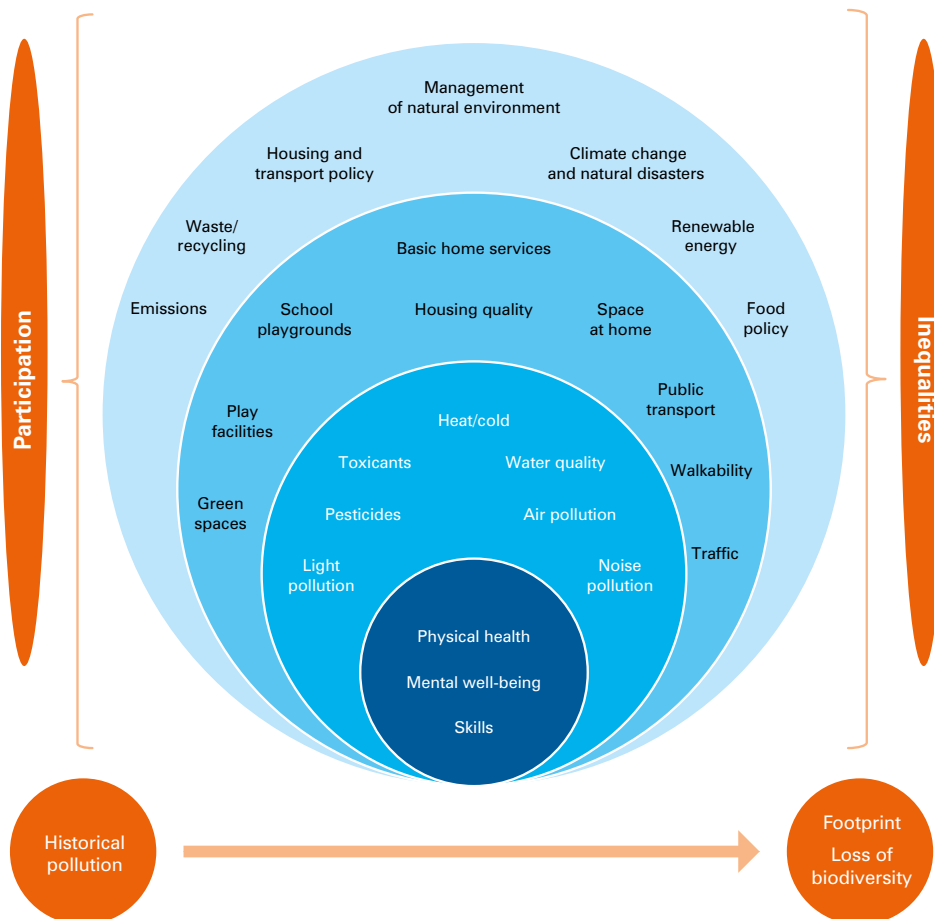 Management
of natural environment
Housing and
transport policy
Climate change
and natural disasters
Waste/
recycling
Renewable
energy
Emissions
Food
policy
Basic home services
School
playgrounds
Housing quality
Space
at home
Play
facilities
Public
transport
Green
spaces
Walkability
Traffic
Heat/cold
Toxicants
Water quality
Pesticides
Air pollution
Light
pollution
Noise
pollution
Physical health
Mental well-being
Skills
Participation
Inequalities
Historical
pollution
Footprint
Loss of
biodiversity